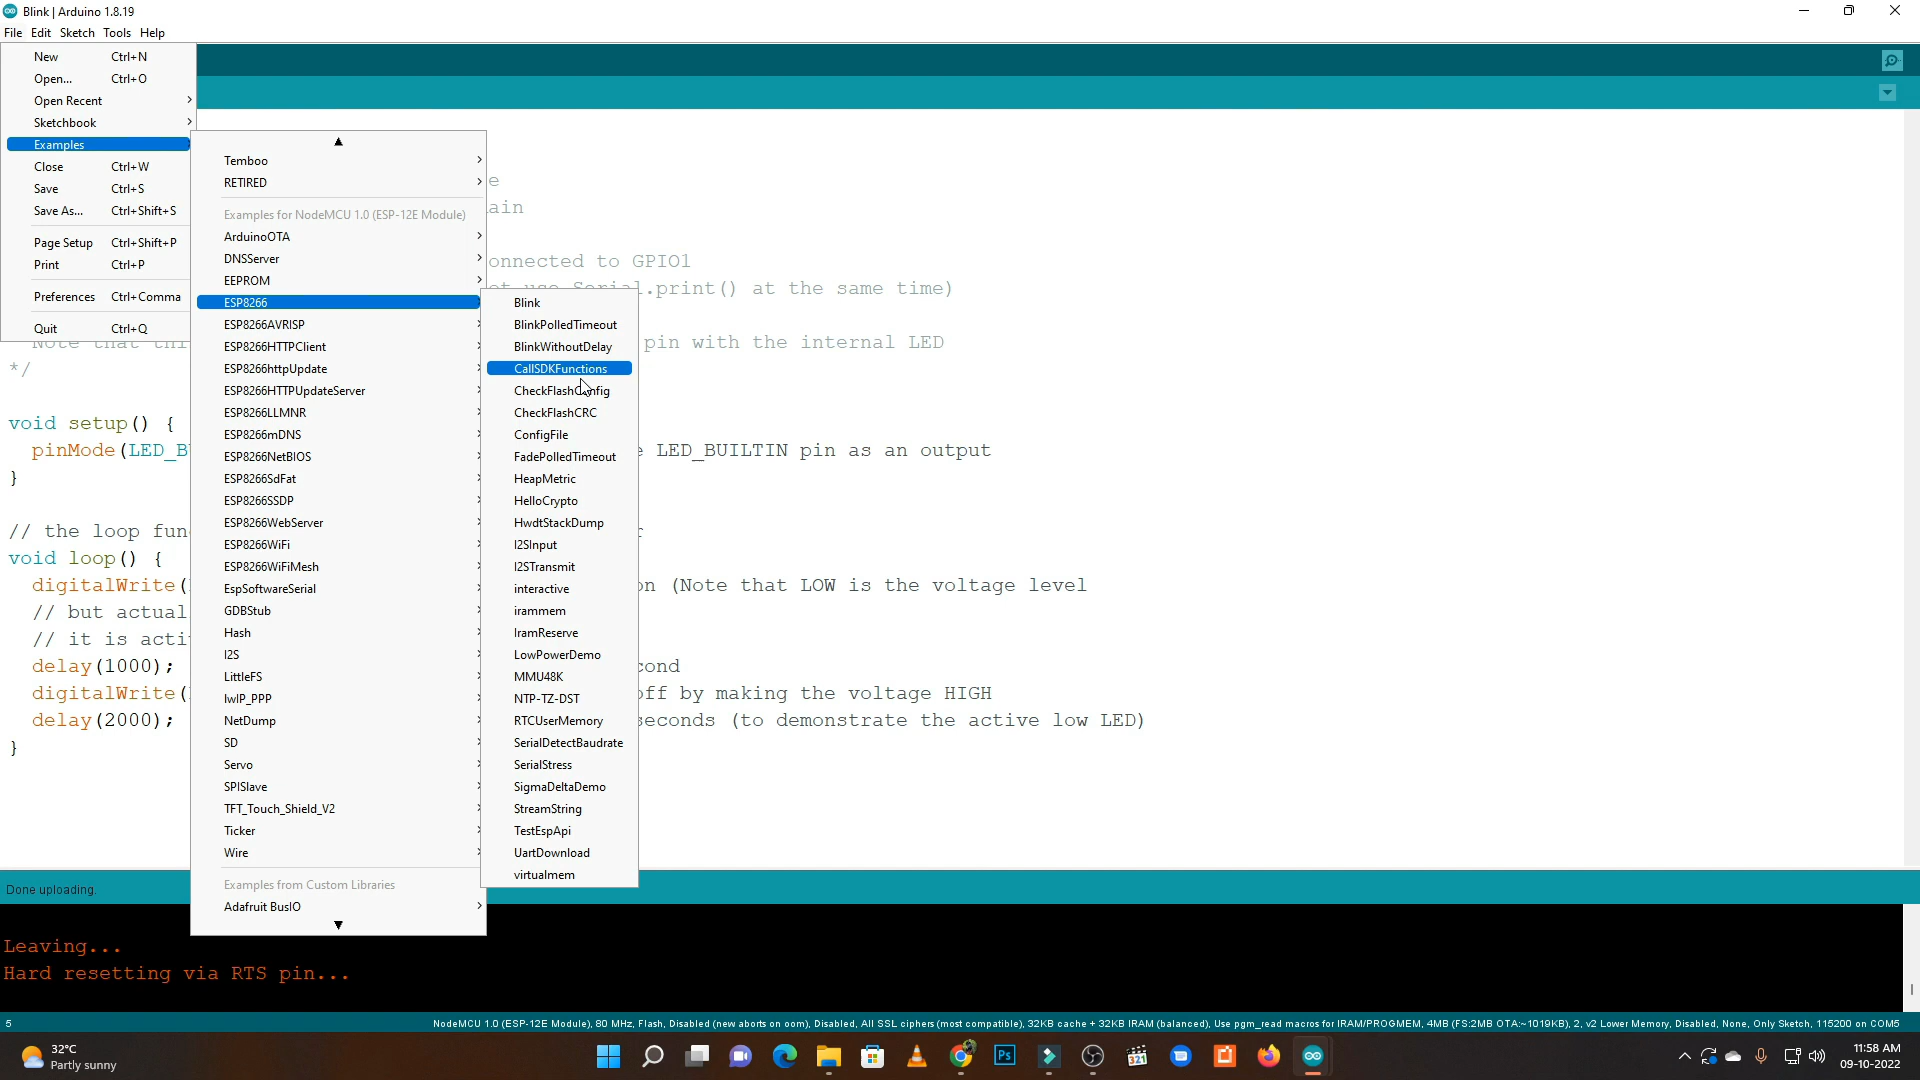 Blink | Arduino 1.8.19
File Edit Sketch Tools Help
New Ctrl+N
Open... Ctrl+O
Open Recent
Sketchbook
Examples
Close Ctrl+W
Save Ctrl+S
Save As... Ctrl+Shift+S
Page Setup Ctrl+Shift+P
Print Ctrl+P
Preferences Ctrl+Comma
Quit Ctrl+Q
Temboo
RETIRED
Examples for NodeMCU 1.0 (ESP-12E Module)
ArduinoOTA
DNSServer
EEPROM
ESP8266
ESP8266AVRISP
ESP8266HTTPClient
ESP8266httpUpdate
ESP8266HTTPUpdateServer
ESP8266LLMNR
ESP8266mDNS
ESP8266NetBIOS
ESP8266SdFat
ESP8266SSDP
ESP8266WebServer
ESP8266WiFi
ESP8266WiFiMesh
EspSoftwareSerial
GDBStub
Hash
I2S
LittleFS
lwIP_PPP
NetDump
SD
Servo
SPISlave
TFT_Touch_Shield_V2
Ticker
Wire
Examples from Custom Libraries
Adafruit BusIO
Blink
BlinkPolledTimeout
BlinkWithoutDelay
CallSDKFunctions
CheckFlashConfig
CheckFlashCRC
ConfigFile
FadePolledTimeout
HeapMetric
HelloCrypto
HwdtStackDump
I2SInput
I2STransmit
interactive
irammem
IramReserve
LowPowerDemo
MMU48K
NTP-TZ-DST
RTCUserMemory
SerialDetectBaudrate
SerialStress
SigmaDeltaDemo
StreamString
TestEspApi
UartDownload
virtualmem
e
ain
onnected to GPIO1
Serial.print() at the same time)
Note that thi pin with the internal LED
*/
void setup() {
pinMode(LED_B LED_BUILTIN pin as an output
}
// the loop fun
void loop() {
digitalWrite( on (Note that LOW is the voltage level
// but actual
// it is acti
delay(1000); cond
digitalWrite( off by making the voltage HIGH
delay(2000); seconds (to demonstrate the active low LED)
}
Done uploading.
Leaving...
Hard resetting via RTS pin...
5 NodeMCU 1.0 (ESP-12E Module), 80 MHz, Flash, Disabled (new aborts on oom), Disabled, All SSL ciphers (most compatible), 32KB cache + 32KB IRAM (balanced), Use pgm_read macros for IRAM/PROGMEM, 4MB (FS:2MB OTA:~1019KB), 2, v2 Lower Memory, Disabled, None, Only Sketch, 115200 on COM5
32°C
Partly sunny
Ps
321
11:58 AM
09-10-2022